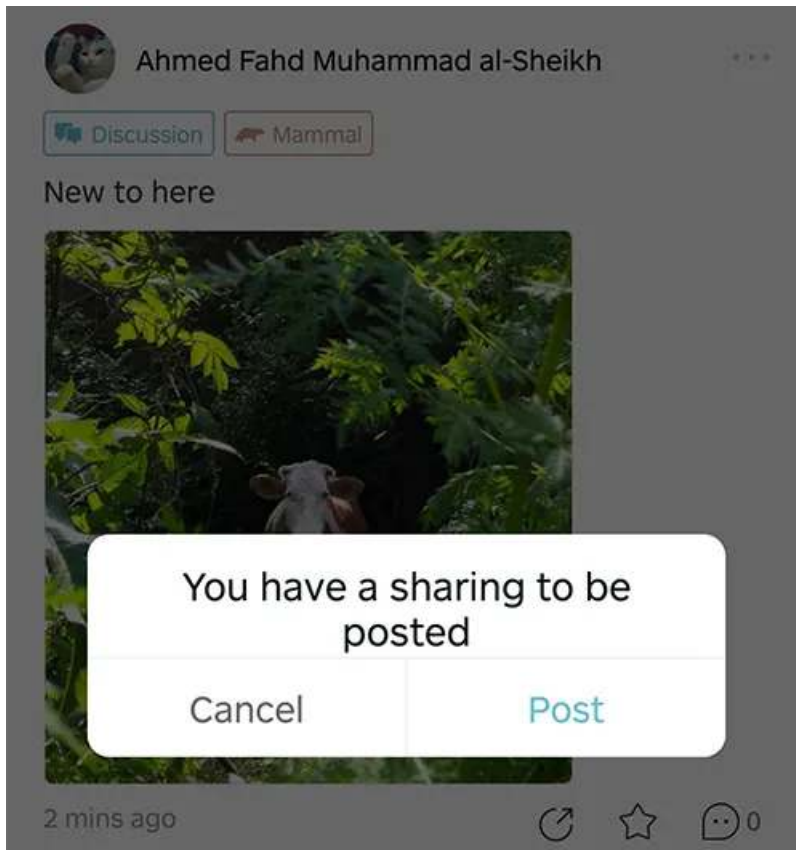 Ahmed Fahd Muhammad al-Sheikh
Discussion Mammal
New to here
You have a sharing to be
posted
Cancel Post
2 mins ago 0